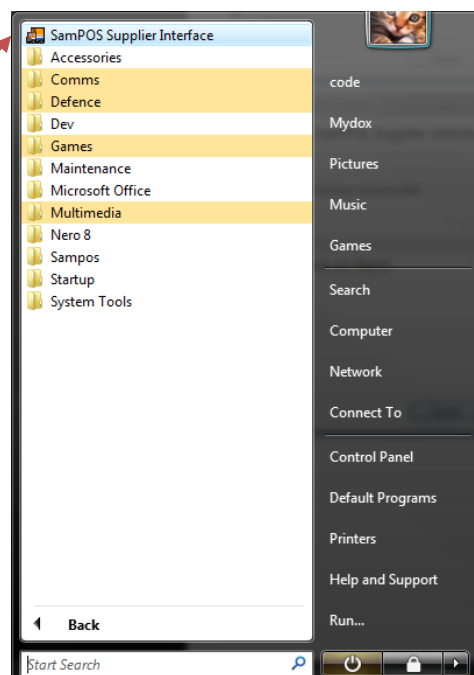 SamPOS Supplier Interface
Accessories
Comms
Defence
Dev
Games
Maintenance
Microsoft Office
Multimedia
Nero 8
Sampos
Startup
System Tools
Back
Start Search
code
Mydox
Pictures
Music
Games
Search
Computer
Network
Connect To
Control Panel
Default Programs
Printers
Help and Support
Run...